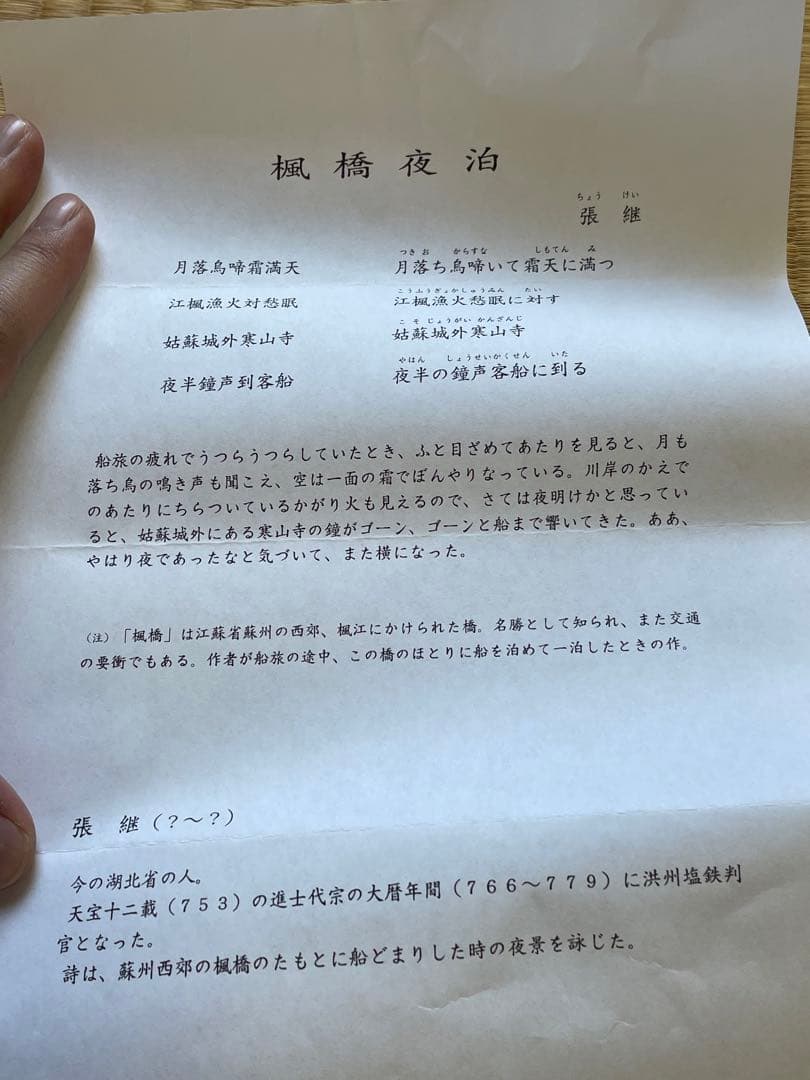 楓橋夜泊
ちょう けい
張継
月落烏啼霜満天
つきお からすな しもてん み
月落ち烏啼いて霜天に満つ
江楓漁火対愁眠
こうふうぎょかしゅうみん たい
江楓漁火愁眠に対す
姑蘇城外寒山寺
こそじょうがいかんざんじ
姑蘇城外寒山寺
夜半鐘声到客船
やはん しょうせいかくせん いた
夜半の鐘声客船に到る
船旅の疲れでうつらうつらしていたとき、ふと目ざめてあたりを見ると、月も
落ち烏の鳴き声も聞こえ、空は一面の霜でぼんやりなっている。川岸のかえで
のあたりにちらついているかがり火も見えるので、さては夜明けかと思ってい
ると、姑蘇城外にある寒山寺の鐘がゴーン、ゴーンと船まで響いてきた。ああ、
やはり夜であったなと気づいて、また横になった。
（注）「楓橋」は江蘇省蘇州の西郊、楓江にかけられた橋。名勝として知られ、また交通
の要衝でもある。作者が船旅の途中、この橋のほとりに船を泊めて一泊したときの作。
張　継（？～？）
今の湖北省の人。
天宝十二載（７５３）の進士代宗の大暦年間（７６６～７７９）に洪州塩鉄判
官となった。
詩は、蘇州西郊の楓橋のたもとに船どまりした時の夜景を詠じた。